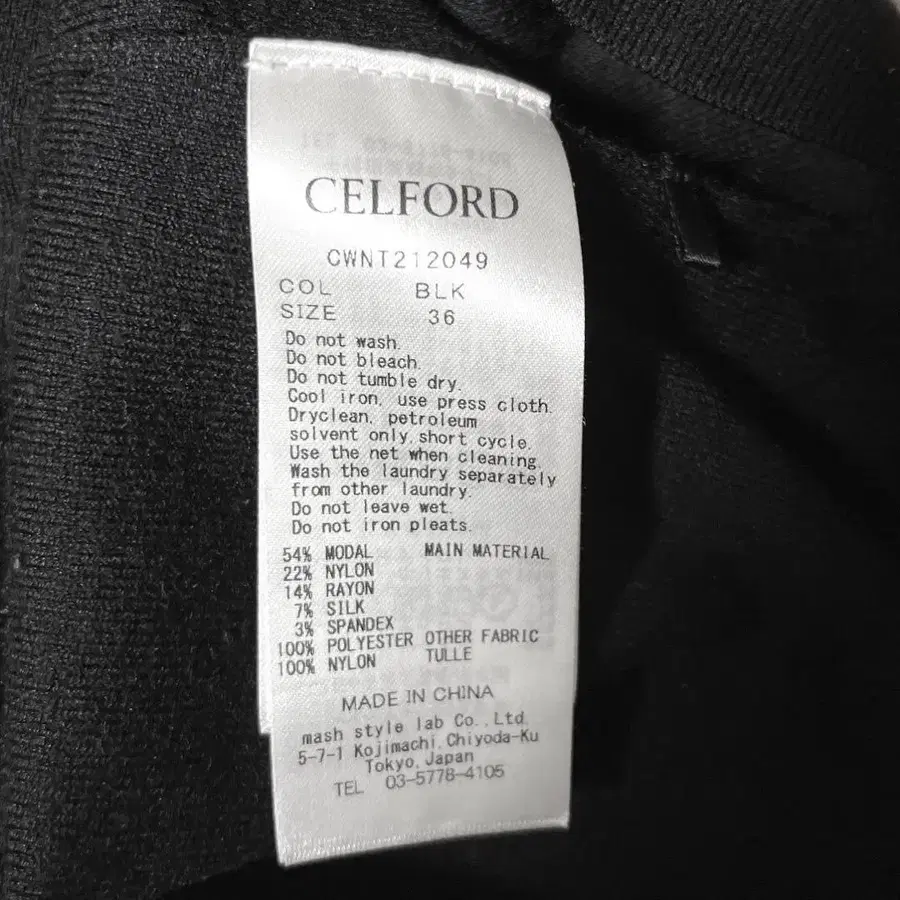 CELFORD
CWNT212049
COL BLK
SIZE 36
Do not wash.
Do not bleach.
Do not tumble dry.
Cool iron, use press cloth.
Dryclean, petroleum
solvent only,short cycle.
Use the net when cleaning.
Wash the laundry separately
from other laundry.
Do not leave wet.
Do not iron pleats.
54% MODAL MAIN MATERIAL
22% NYLON
14% RAYON
7% SILK
3% SPANDEX
100% POLYESTER OTHER FABRIC
100% NYLON TULLE
MADE IN CHINA
mash style lab Co.,Ltd.
5-7-1 Kojimachi,Chiyoda-Ku
Tokyo,Japan
TEL 03-5778-4105